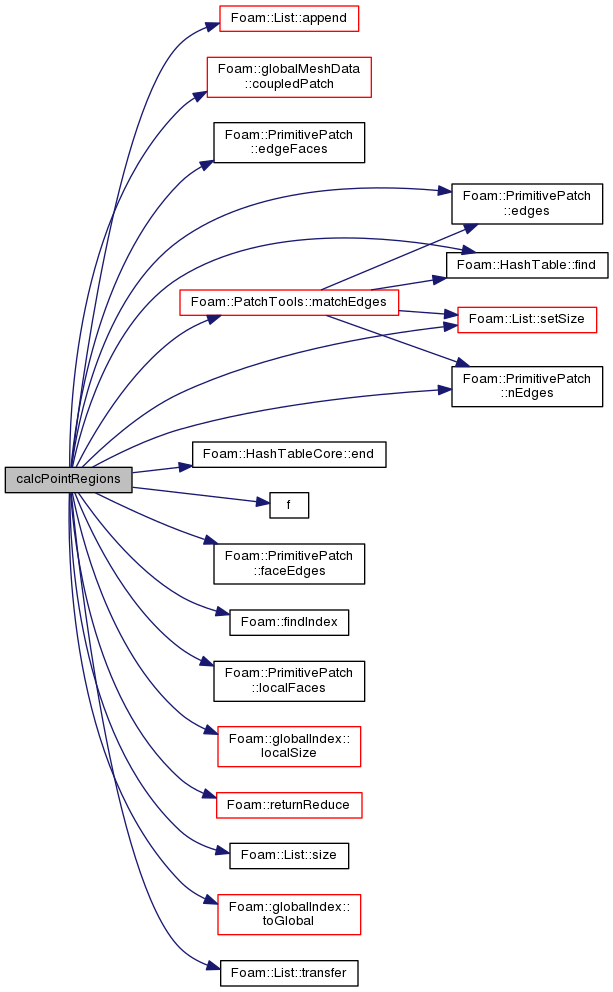 Foam::List::append
Foam::globalMeshData
::coupledPatch
Foam::PrimitivePatch
::edgeFaces
Foam::PrimitivePatch
::edges
Foam::HashTable::find
Foam::PatchTools::matchEdges
Foam::List::setSize
Foam::PrimitivePatch
::nEdges
Foam::HashTableCore::end
calcPointRegions
f
Foam::PrimitivePatch
::faceEdges
Foam::findIndex
Foam::PrimitivePatch
::localFaces
Foam::globalIndex::
localSize
Foam::returnReduce
Foam::List::size
Foam::globalIndex::
toGlobal
Foam::List::transfer